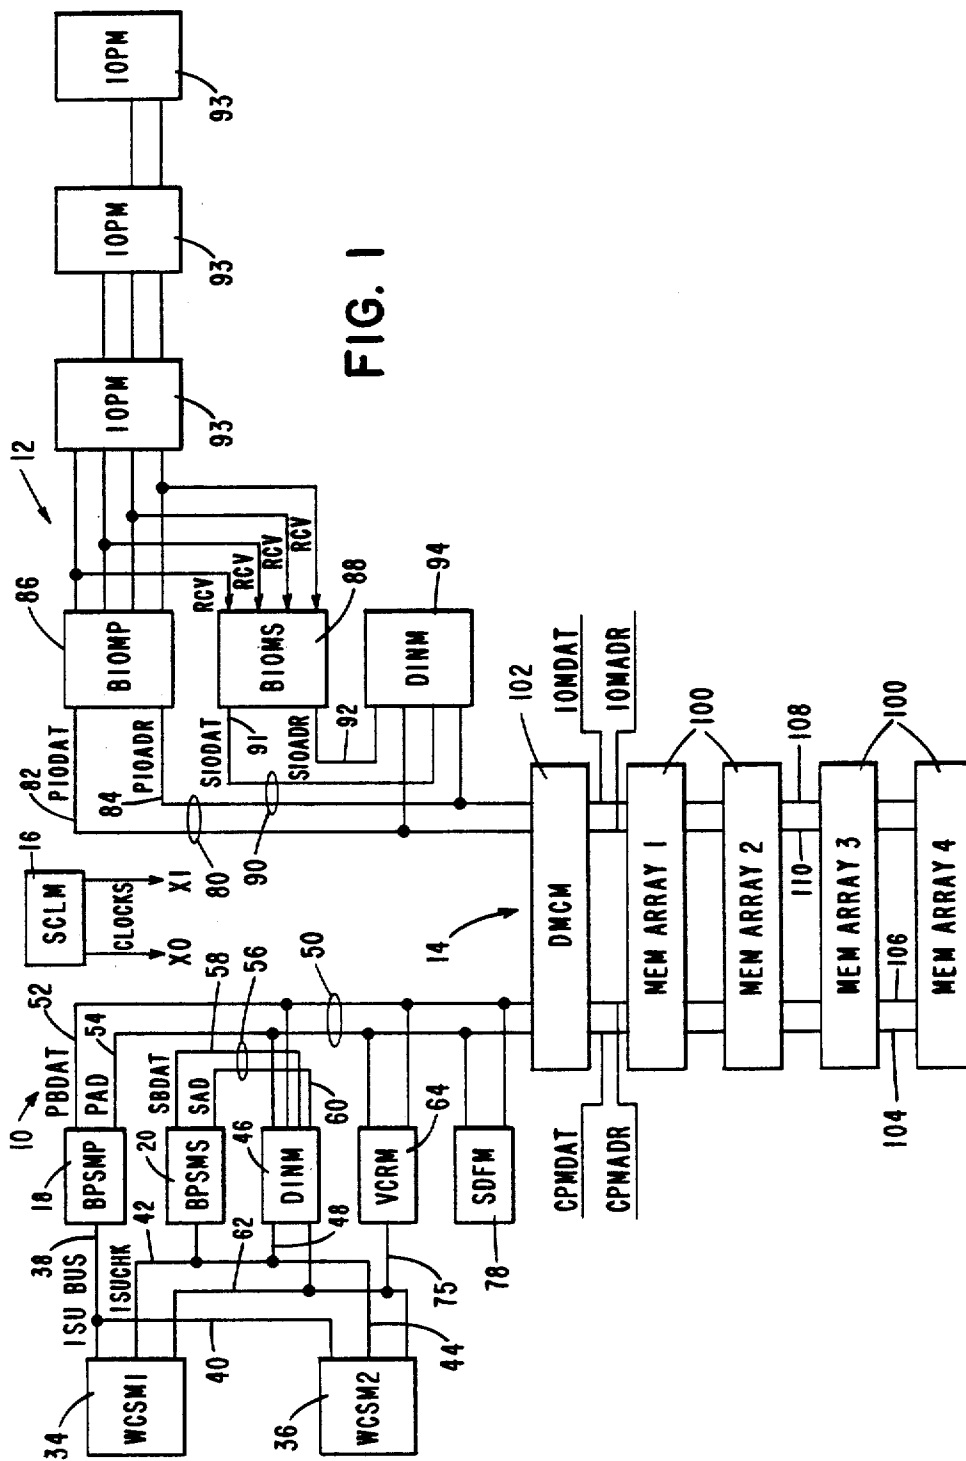 34
WCSM1
36
WCSM2
ISU BUS
38
ISUCHK
42
40
62
44
48
75
10
18
BPSMP
20
BPSMS
46
DINM
VCRM
64
SDFM
78
PBDAT
52
PAD
54
SBDAT
SAD
58
56
60
50
16
SCLM
CLOCKS
X0
X1
82
PIODAT
84
PIOADR
80
90
SIODAT
91
SIOADR
92
86
BIOMP
BIOMS
88
DINM
94
12
RCV
RCV
RCV
RCV
IOPM
93
IOPM
93
IOPM
93
FIG. 1
14
DMCM
102
CPMDAT
CPMADR
IOMDAT
IOMADR
MEM ARRAY 1
100
MEM ARRAY 2
110
108
MEM ARRAY 3
100
104
106
MEM ARRAY 4